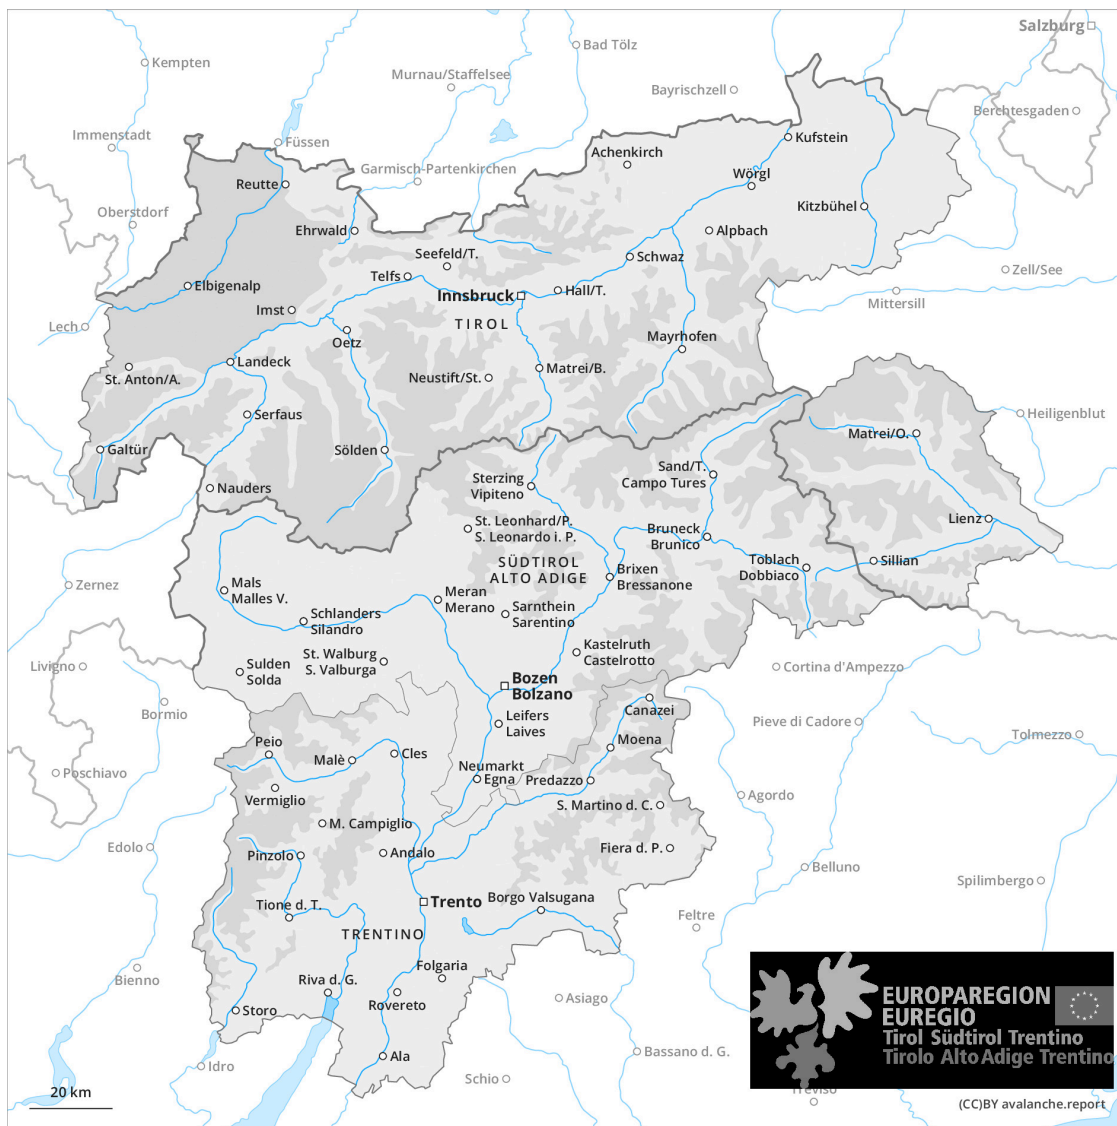 Salzburg
Bad Tölz
Kempten
Murnau/Staffelsee
Bayrischzell
Berchtesgaden
Immenstadt
Füssen
Kufstein
Achenkirch
Garmisch-Partenkirchen
Wörgl
Reutte
Kitzbühel
Oberstdorf
Ehrwald
Alpbach
Seefeld/T.
Schwaz
Zell/See
Telfs
Elbigenalp
Hall/T.
Innsbruck
Mittersill
Imst
TIROL
Lech
Oetz
Mayrhofen
Landeck
Matrei/B.
St. Anton/A.
Neustift/St.
Serfaus
Heiligenblut
Matrei/O.
Galtür
Sölden
Sand/T.
Campo Tures
Sterzing
Vipiteno
Nauders
Lienz
St. Leonhard/P.
S. Leonardo i. P.
Bruneck
Brunico
SÜDTIROL
ALTO ADIGE
Toblach
Dobbiaco
Sillian
Brixen
Bressanone
Zernez
Mals
Malles V.
Meran
Merano
Sarnthein
Sarentino
Schlanders
Silandro
Kastelruth
Castelrotto
St. Walburg
S. Valburga
Livigno
Sulden
Solda
Cortina d'Ampezzo
Bozen
Bolzano
Canazei
Bormio
Leifers
Laives
Pieve di Cadore
Tolmezzo
Moena
Peio
Cles
Malè
Neumarkt
Egna
Predazzo
Poschiavo
Vermiglio
Agordo
S. Martino d. C.
M. Campiglio
Edolo
Pinzolo
Andalo
Fiera d. P.
Belluno
Spilimbergo
Trento
Borgo Valsugana
Tione d. T.
Feltre
TRENTINO
Folgaria
Bienno
Riva d. G.
Rovereto
Asiago
Storo
EUROPAREGION
EUREGIO
Tirol Südtirol Trentino
Tirolo Alto Adige Trentino
Ala
Bassano d. G.
Idro
Schio
Treviso
20 km
(CC)BY avalanche.report